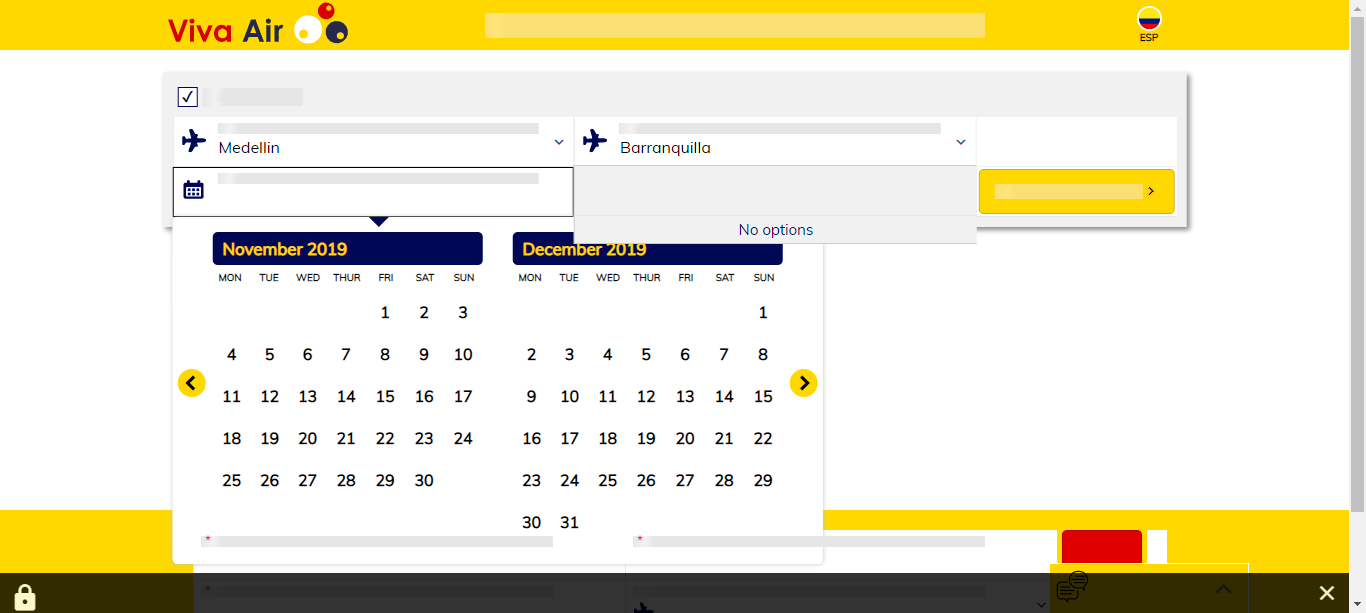 Viva Air
ESP
Medellin
Barranquilla
No options
November 2019
December 2019
MON TUE WED THUR FRI SAT SUN
MON TUE WED THUR FRI SAT SUN
1 2 3
1
4 5 6 7 8 9 10
2 3 4 5 6 7 8
11 12 13 14 15 16 17
9 10 11 12 13 14 15
18 19 20 21 22 23 24
16 17 18 19 20 21 22
25 26 27 28 29 30
23 24 25 26 27 28 29
30 31
* *
*